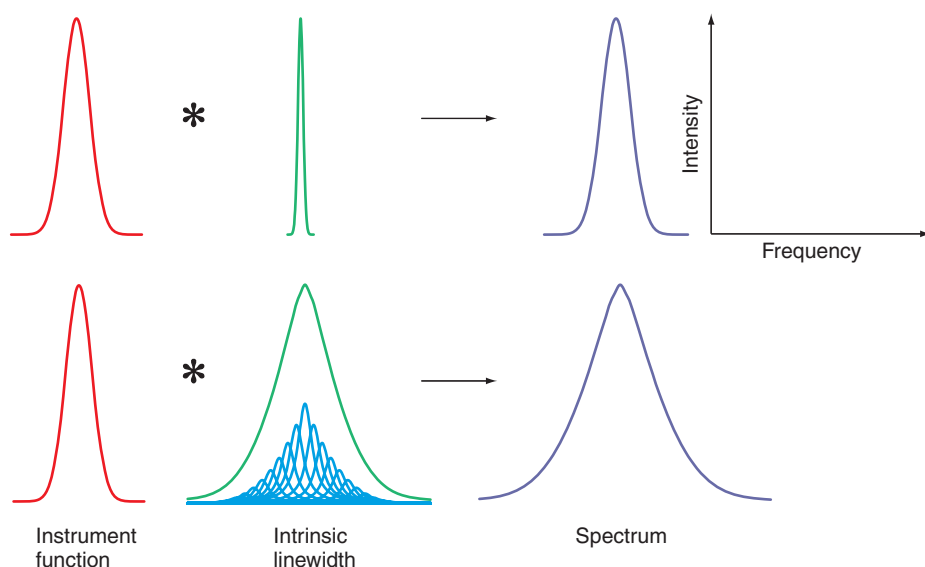 *
Intensity
Frequency
*
Instrument
function
Intrinsic
linewidth
Spectrum